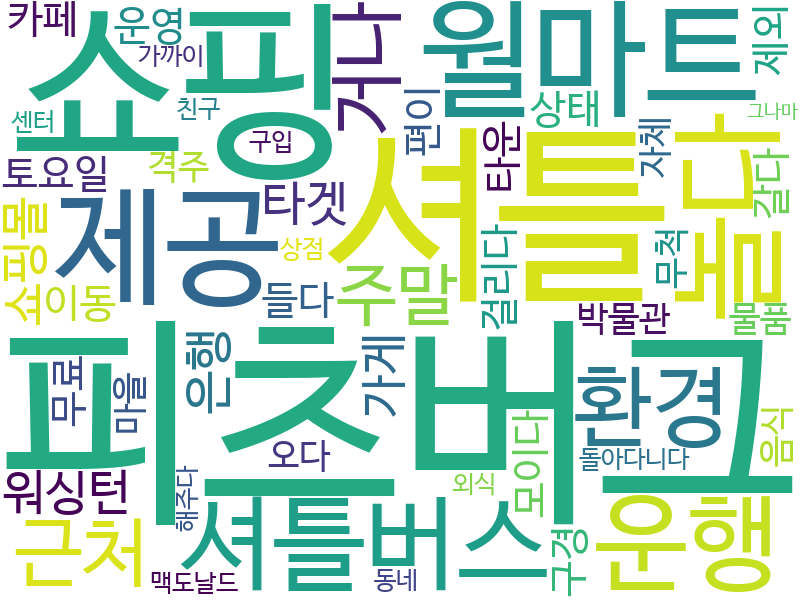 카페
운영
가까이
쇼핑
거나
월마트
제외
센터
친구
구입
편이
상태
그나마
토요일
격주
타운
자체
쇼핑몰
제공
타겟
셔틀
돌다
갈다
이동
상점
들다
주말
걸리다
무척
박물관
물품
피츠버그
무료
마을
은행
가게
환경
오다
모이다
돌아다니다
음식
워싱턴
해주다
외식
근처
셔틀버스
구경
운행
맥도날드
동네